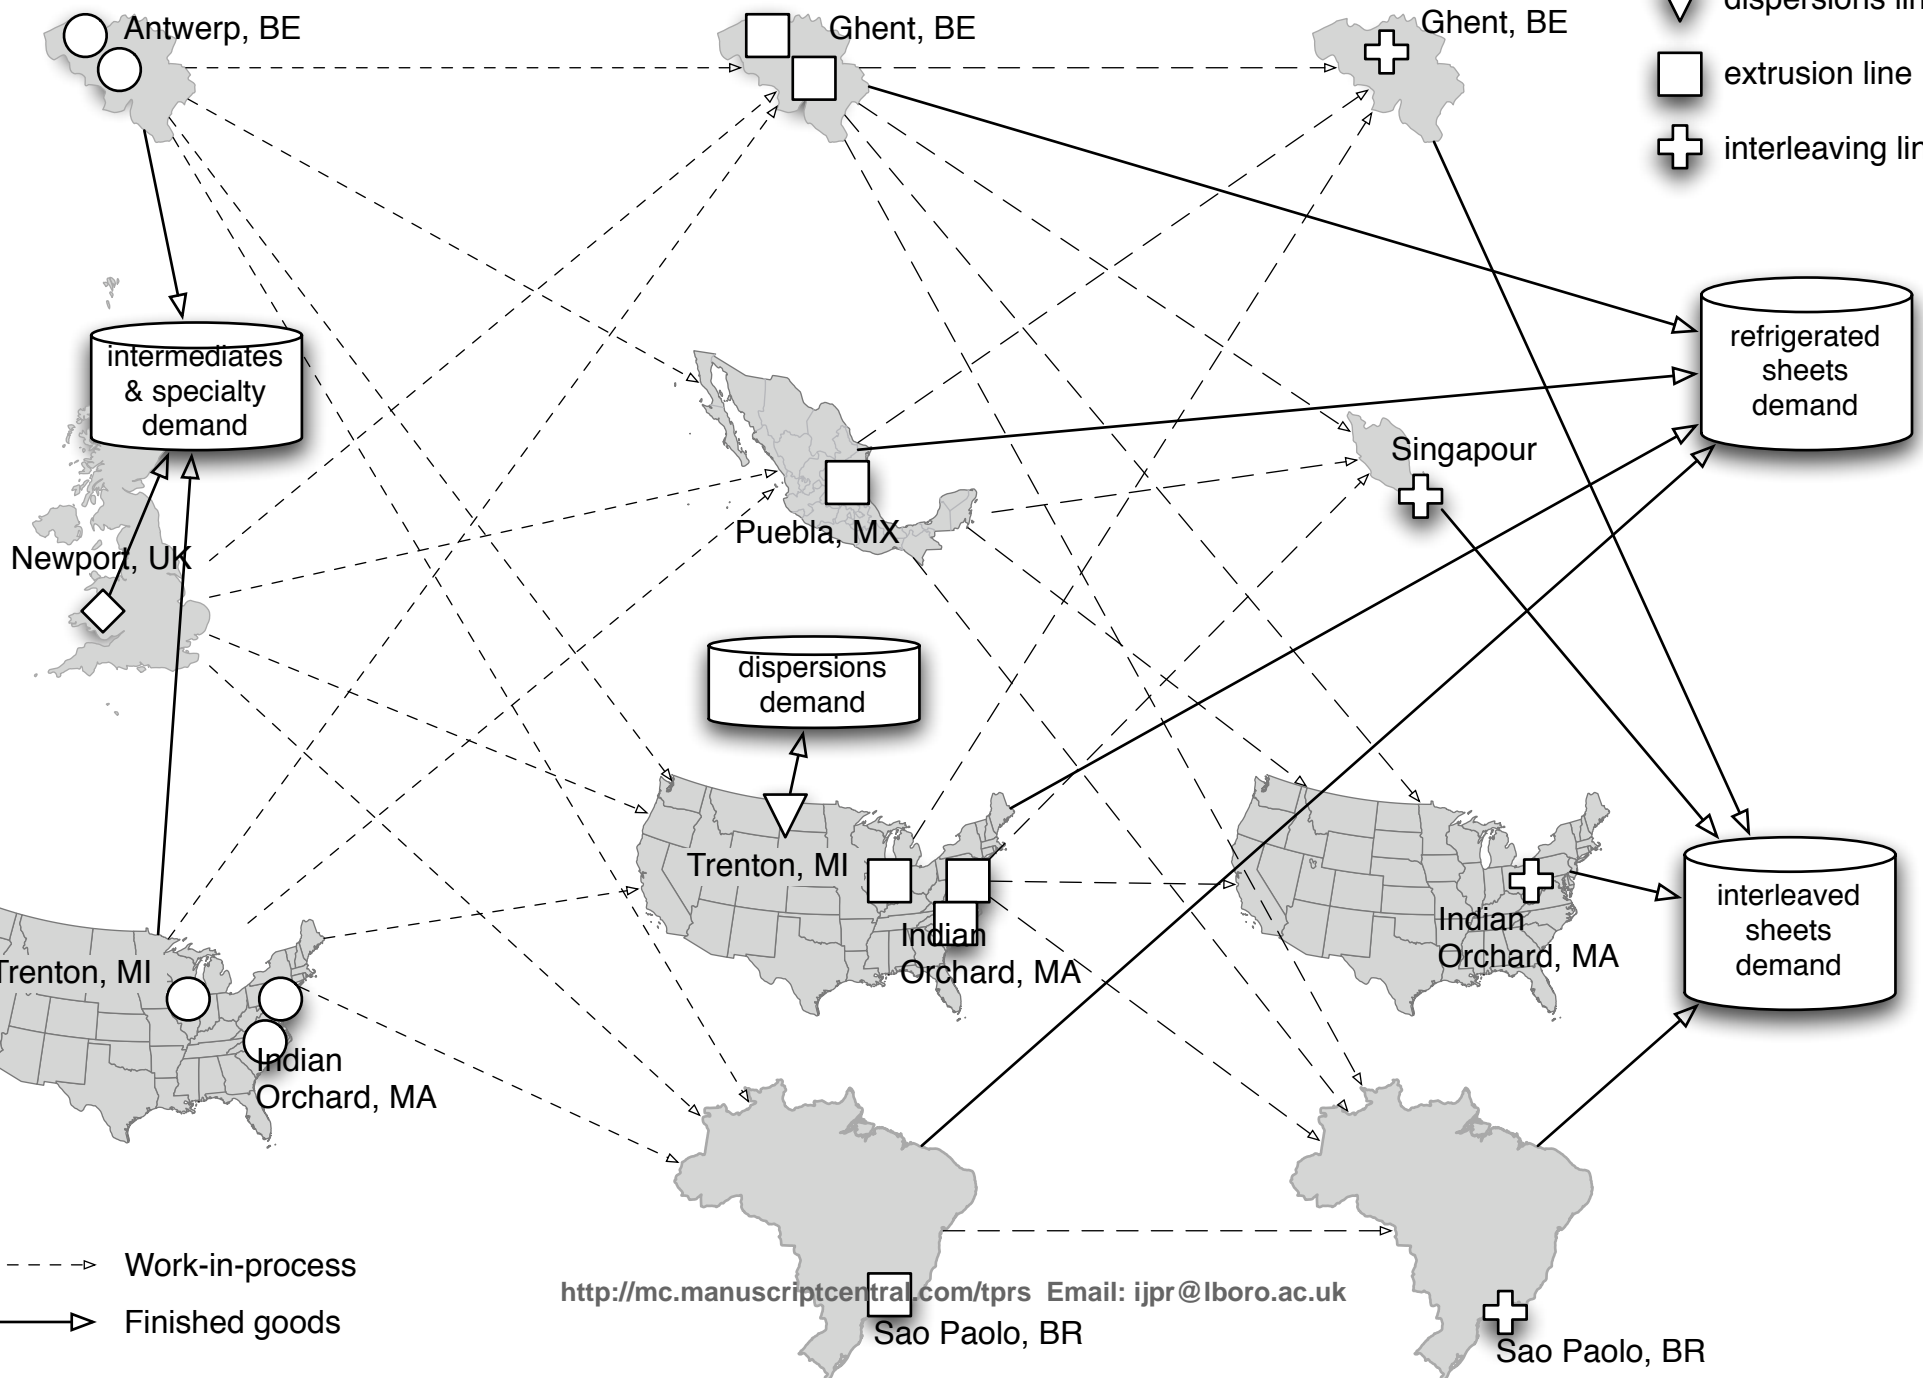 Antwerp, BE
Ghent, BE
Ghent, BE
extrusion line
intermediates
& specialty
demand
refrigerated
sheets
demand
Singapour
Newport, UK
Puebla, MX
dispersions
demand
Trenton, MI
Indian
Orchard, MA
Indian
Orchard, MA
interleaved
sheets
demand
Trenton, MI
Indian
Orchard, MA
Work-in-process
Finished goods
http://mc.manuscriptcentral.com/tprs Email: ijpr@lboro.ac.uk
Sao Paolo, BR
Sao Paolo, BR
dispersions
interleaving